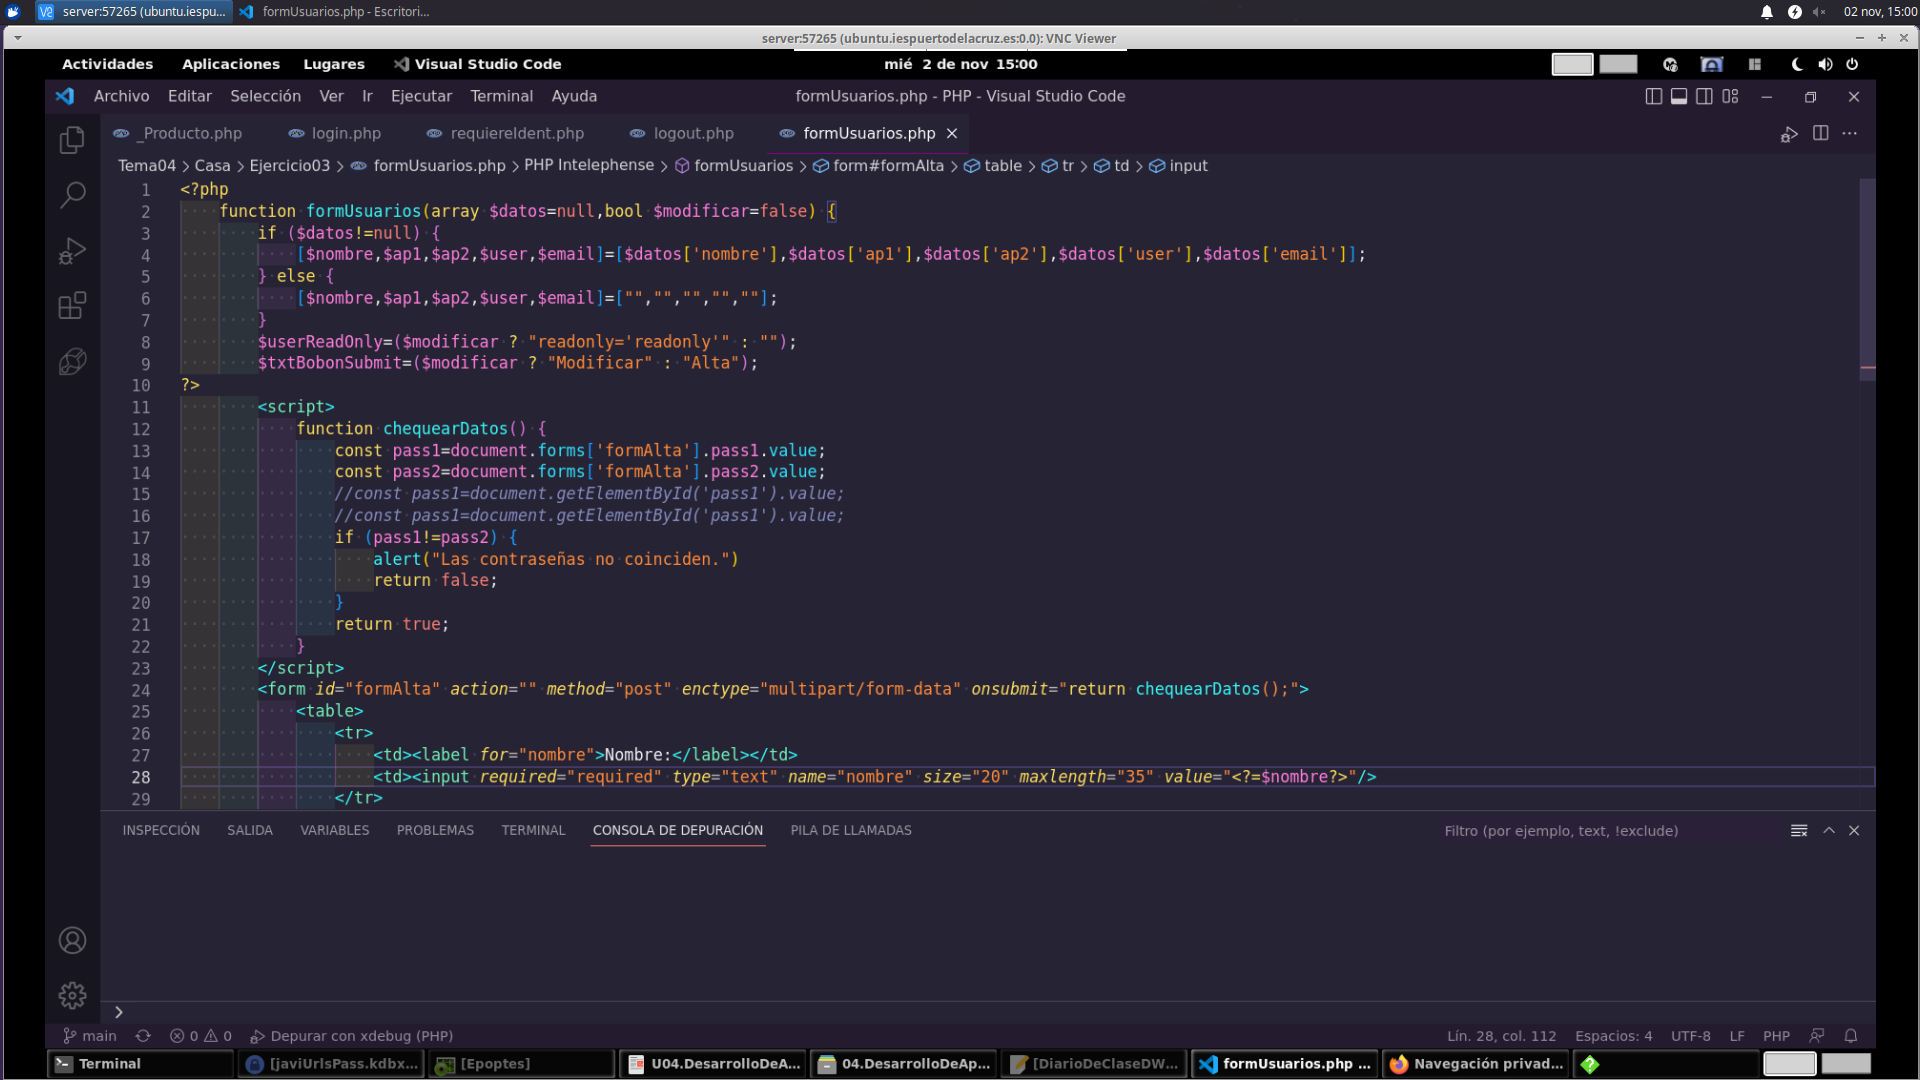 server:57265 (ubuntu.iespu...
formUsuarios.php - Escritori...
02 nov, 15:00
server:57265 (ubuntu.iespuertodelacruz.es:0.0): VNC Viewer
Actividades Aplicaciones Lugares Visual Studio Code mié 2 de nov 15:00
Archivo Editar Selección Ver Ir Ejecutar Terminal Ayuda formUsuarios.php - PHP - Visual Studio Code
_Producto.php login.php requiereIdent.php logout.php formUsuarios.php
Tema04 > Casa > Ejercicio03 > formUsuarios.php > PHP Intelephense > formUsuarios > form#formAlta > table > tr > td > input
1 <?php
2 function formUsuarios(array $datos=null,bool $modificar=false) {
3 if ($datos!=null) {
4 [$nombre,$ap1,$ap2,$user,$email]=[$datos['nombre'],$datos['ap1'],$datos['ap2'],$datos['user'],$datos['email']];
5 } else {
6 [$nombre,$ap1,$ap2,$user,$email]=["","","","",""];
7 }
8 $userReadOnly=($modificar ? "readonly='readonly'" : "");
9 $txtBobonSubmit=($modificar ? "Modificar" : "Alta");
10 ?>
11 <script>
12 function chequearDatos() {
13 const pass1=document.forms['formAlta'].pass1.value;
14 const pass2=document.forms['formAlta'].pass2.value;
15 //const pass1=document.getElementById('pass1').value;
16 //const pass1=document.getElementById('pass1').value;
17 if (pass1!=pass2) {
18 alert("Las contraseñas no coinciden.")
19 return false;
20 }
21 return true;
22 }
23 </script>
24 <form id="formAlta" action="" method="post" enctype="multipart/form-data" onsubmit="return chequearDatos();">
25 <table>
26 <tr>
27 <td><label for="nombre">Nombre:</label></td>
28 <td><input required="required" type="text" name="nombre" size="20" maxlength="35" value="<?=$nombre?>"/>
29 </tr>
INSPECCIÓN SALIDA VARIABLES PROBLEMAS TERMINAL CONSOLA DE DEPURACIÓN PILA DE LLAMADAS Filtro (por ejemplo, text, !exclude)
main 0 0 Depurar con xdebug (PHP) Lín. 28, col. 112 Espacios: 4 UTF-8 LF PHP
Terminal [javiUrlsPass.kdbx... [Epoptes] U04.DesarrolloDeA... 04.DesarrolloDeAp... [DiarioDeClaseDW... formUsuarios.php ... Navegación privad...